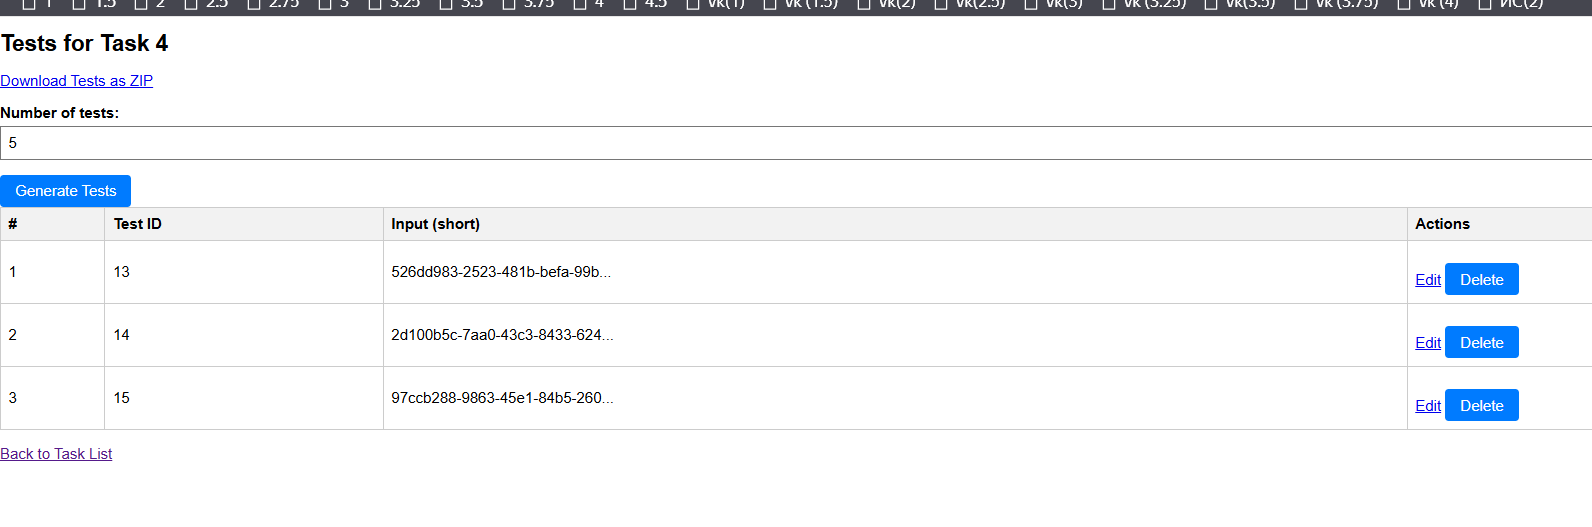 1 1.5 2 2.5 2.75 3 3.25 3.5 3.75 4 4.5 vk(1) vk (1.5) vk(2) vk(2.5) vk(3) vk (3.25) vk(3.5) vk (3.75) vk (4) ИС(2)
Tests for Task 4
Download Tests as ZIP
Number of tests:
5
Generate Tests
# Test ID Input (short) Actions
1 13 526dd983-2523-481b-befa-99b... Edit Delete
2 14 2d100b5c-7aa0-43c3-8433-624... Edit Delete
3 15 97ccb288-9863-45e1-84b5-260... Edit Delete
Back to Task List